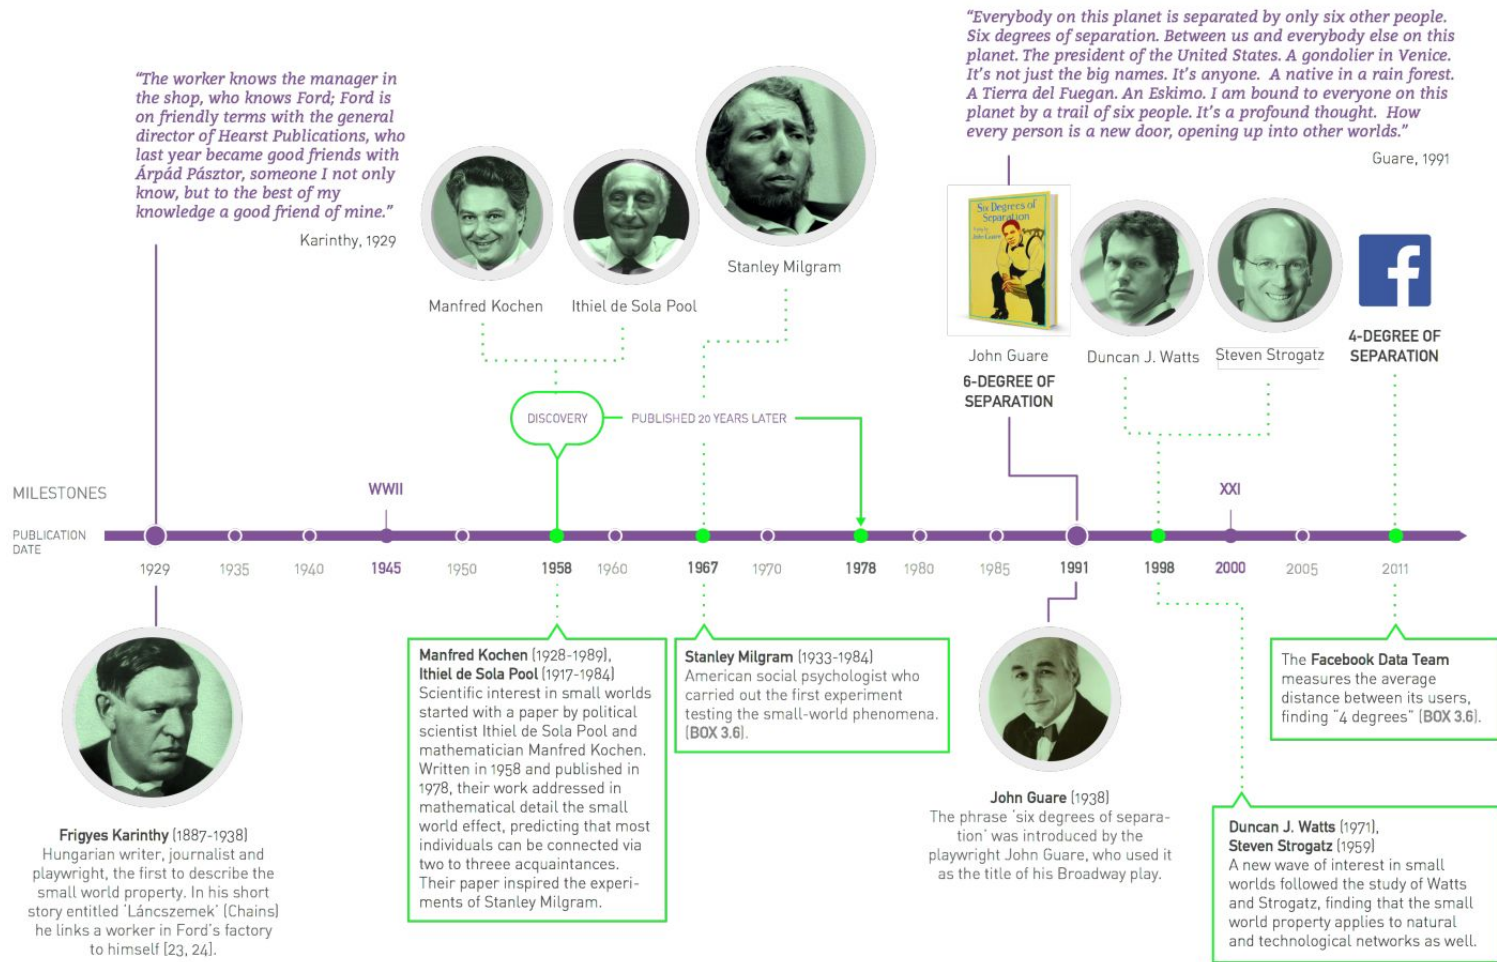 “Everybody on this planet is separated by only six other people.
Six degrees of separation. Between us and everybody else on this
planet. The president of the United States. A gondolier in Venice.
It’s not just the big names. It’s anyone. A native in a rain forest.
A Tierra del Fuegan. An Eskimo. I am bound to everyone on this
planet by a trail of six people. It’s a profound thought. How
every person is a new door, opening up into other worlds.”
Guare, 1991
“The worker knows the manager in
the shop, who knows Ford; Ford is
on friendly terms with the general
director of Hearst Publications, who
last year became good friends with
Árpád Pásztor, someone I not only
know, but to the best of my
knowledge a good friend of mine.”
Karinthy, 1929
Manfred Kochen
Ithiel de Sola Pool
Stanley Milgram
Six Degrees of
Separation
John Guare
John Guare
6-DEGREE OF
SEPARATION
Duncan J. Watts
Steven Strogatz
f
4-DEGREE OF
SEPARATION
DISCOVERY
PUBLISHED 20 YEARS LATER
MILESTONES
WWII
XXI
PUBLICATION
DATE
1929 1935 1940 1945 1950 1958 1960 1967 1970 1978 1980 1985 1991 1998 2000 2005 2011
Frigyes Karinthy (1887-1938)
Hungarian writer, journalist and
playwright, the first to describe the
small world property. In his short
story entitled ‘Láncszemek’ (Chains)
he links a worker in Ford’s factory
to himself [23, 24].
Manfred Kochen (1928-1989),
Ithiel de Sola Pool (1917-1984)
Scientific interest in small worlds
started with a paper by political
scientist Ithiel de Sola Pool and
mathematician Manfred Kochen.
Written in 1958 and published in
1978, their work addressed in
mathematical detail the small
world effect, predicting that most
individuals can be connected via
two to threee acquaintances.
Their paper inspired the experi-
ments of Stanley Milgram.
Stanley Milgram (1933-1984)
American social psychologist who
carried out the first experiment
testing the small-world phenomena.
(BOX 3.6).
John Guare (1938)
The phrase ‘six degrees of separa-
tion’ was introduced by the
playwright John Guare, who used it
as the title of his Broadway play.
Duncan J. Watts (1971),
Steven Strogatz (1959)
A new wave of interest in small
worlds followed the study of Watts
and Strogatz, finding that the small
world property applies to natural
and technological networks as well.
The Facebook Data Team
measures the average
distance between its users,
finding “4 degrees” (BOX 3.6).